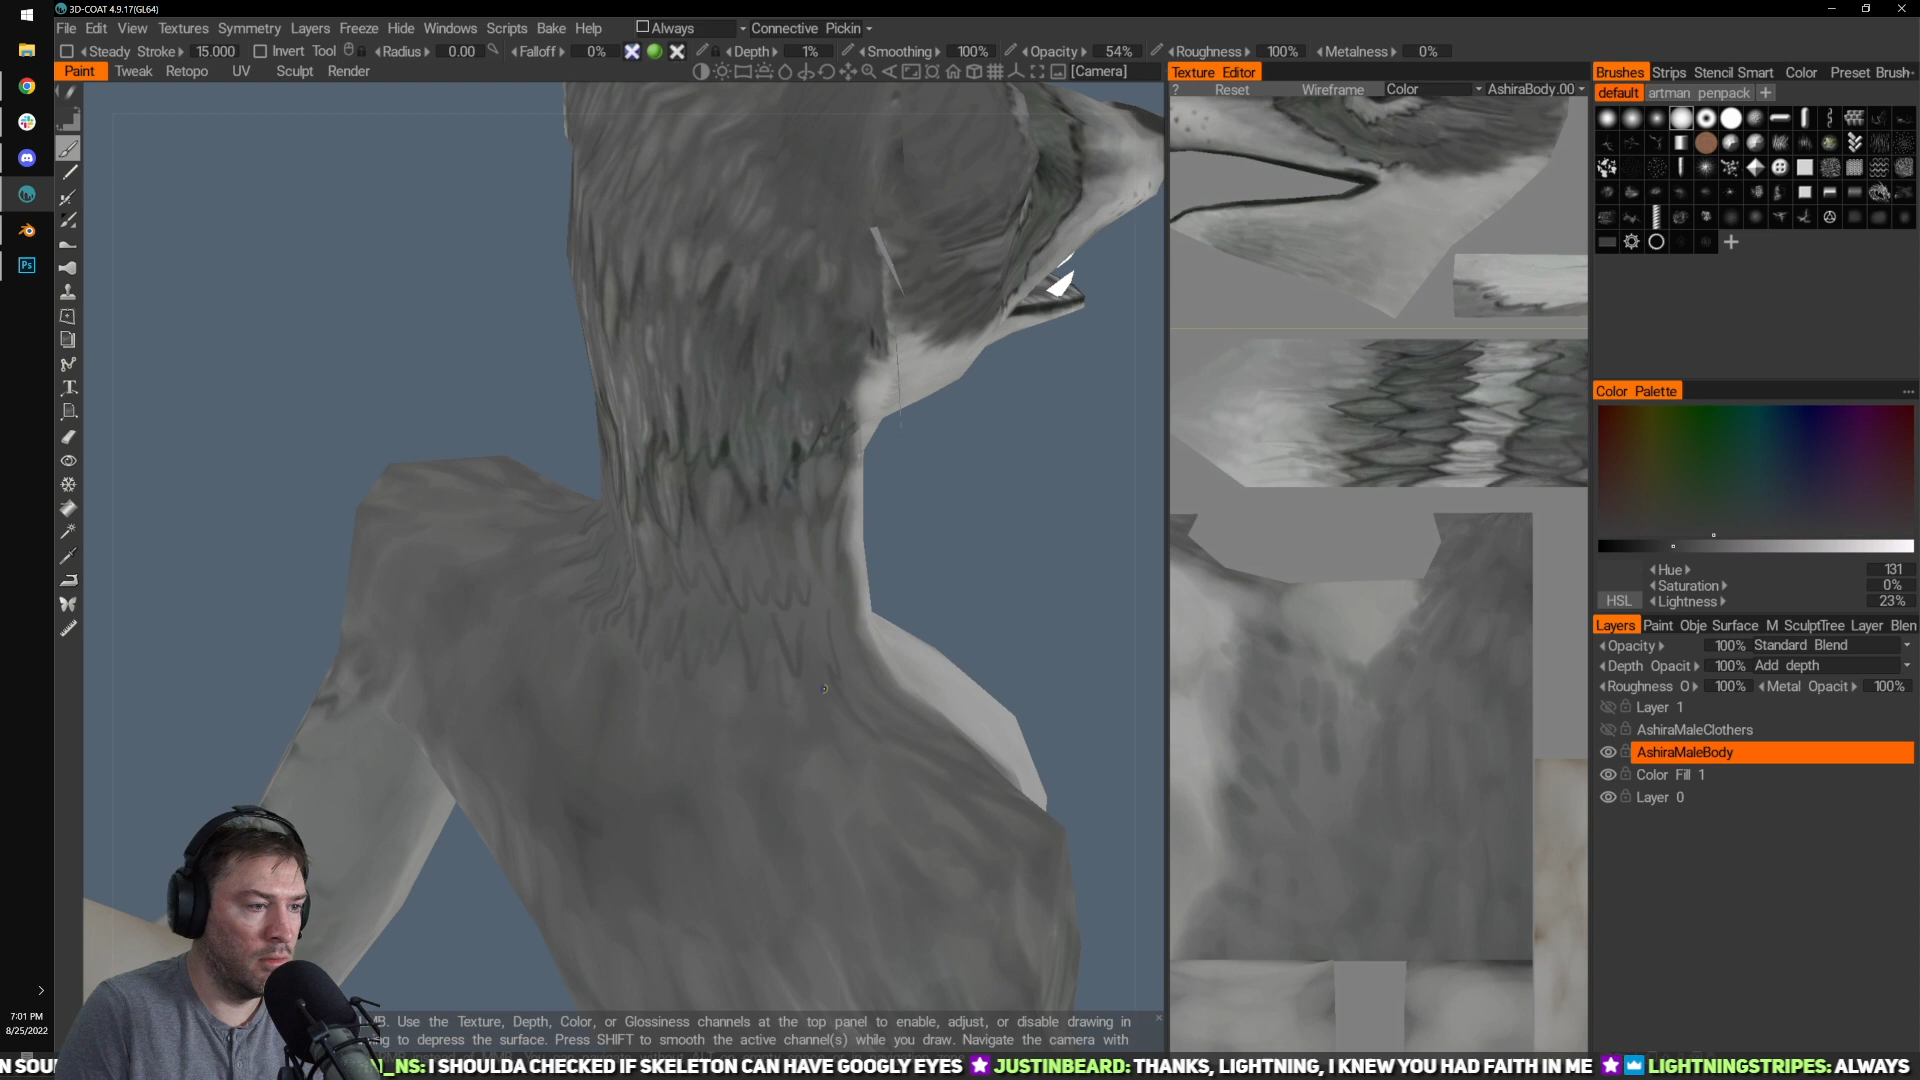 3D-COAT 4.9.17(GL64)
File Edit View Textures Symmetry Layers Freeze Hide Windows Scripts Bake Help Always Connective Pickin
Steady Stroke 15.000 Invert Tool Radius 0.00 Falloff 0% Depth 1% Smoothing 100% Opacity 54% Roughness 100% Metalness 0%
Paint Tweak Retopo UV Sculpt Render [Camera]
Texture Editor
? Reset Wireframe Color AshiraBody.00
Brushes Strips Stencil Smart Color Preset Brush
default artman penpack
Color Palette
Hue 131
Saturation 0%
HSL Lightness 23%
Layers Paint Obje Surface M SculptTree Layer Blen
Opacity 100% Standard Blend
Depth Opacit 100% Add depth
Roughness O 100% Metal Opacit 100%
Layer 1
AshiraMaleClothers
AshiraMaleBody
Color Fill 1
Layer 0
Ps
7:01 PM
8/25/2022
MB. Use the Texture, Depth, Color, or Glossiness channels at the top panel to enable, adjust, or disable drawing in
to depress the surface. Press SHIFT to smooth the active channel(s) while you draw. Navigate the camera with
N SOU
_NS: I SHOULDA CHECKED IF SKELETON CAN HAVE GOOGLY EYES JUSTINBEARD: THANKS, LIGHTNING, I KNEW YOU HAD FAITH IN ME LIGHTNINGSTRIPES: ALWAYS